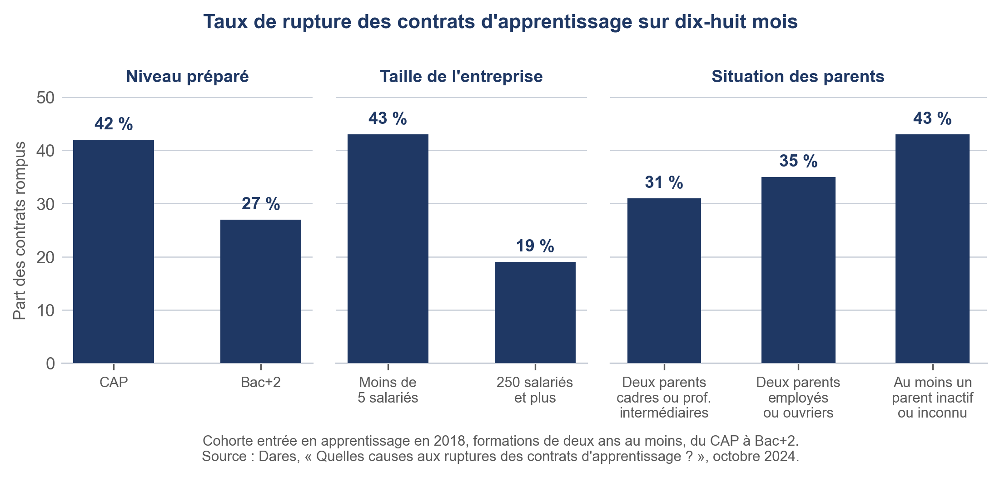 Taux de rupture des contrats d'apprentissage sur dix-huit mois
Niveau préparé
Taille de l'entreprise
Situation des parents
Part des contrats rompus
50
40
30
20
10
0
42 %
27 %
43 %
19 %
31 %
35 %
43 %
CAP
Bac+2
Moins de
5 salariés
250 salariés
et plus
Deux parents
cadres ou prof.
intermédiaires
Deux parents
employés
ou ouvriers
Au moins un
parent inactif
ou inconnu
Cohorte entrée en apprentissage en 2018, formations de deux ans au moins, du CAP à Bac+2.
Source : Dares, « Quelles causes aux ruptures des contrats d'apprentissage ? », octobre 2024.